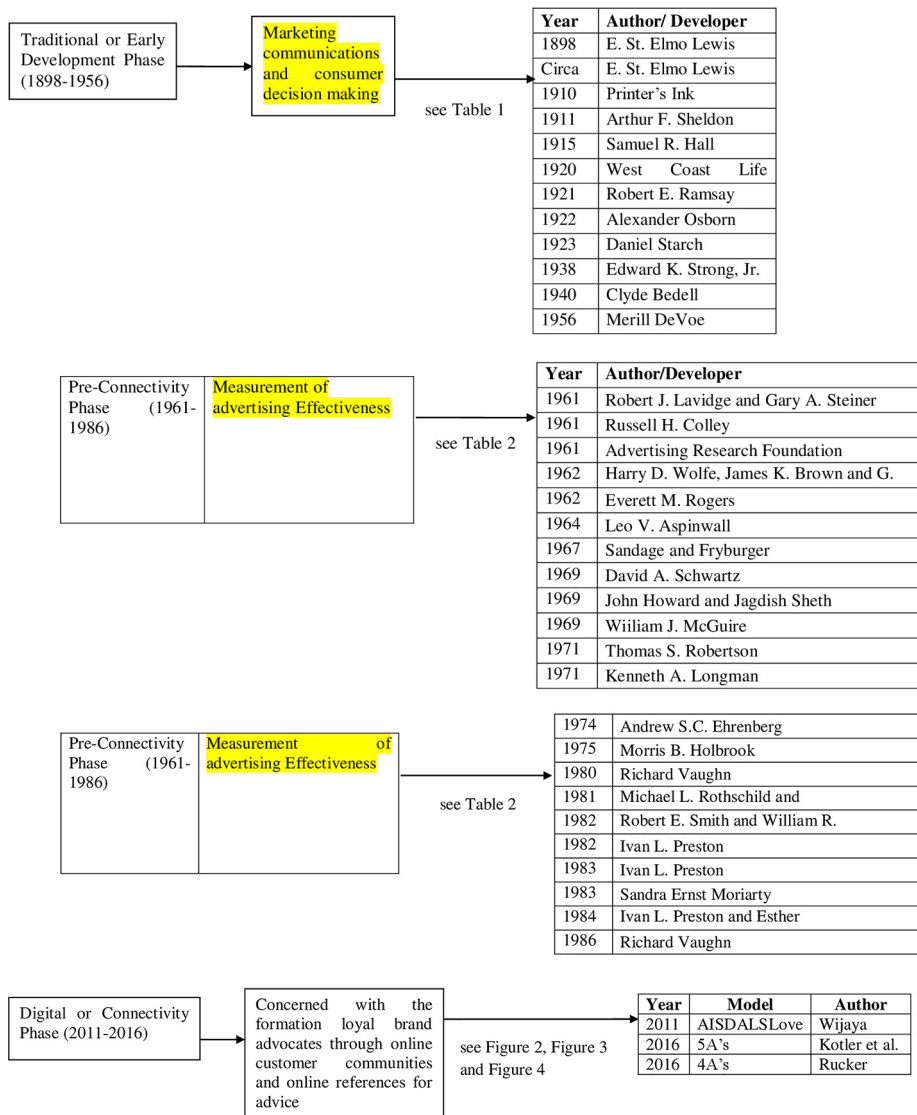 Traditional or Early
Development Phase
(1898-1956)
Marketing
communications
and consumer
decision making
see Table 1
Year Author/ Developer
1898 E. St. Elmo Lewis
Circa E. St. Elmo Lewis
1910 Printer's Ink
1911 Arthur F. Sheldon
1915 Samuel R. Hall
1920 West Coast Life
1921 Robert E. Ramsay
1922 Alexander Osborn
1923 Daniel Starch
1938 Edward K. Strong, Jr.
1940 Clyde Bedell
1956 Merill DeVoe
Pre-Connectivity
Phase (1961-
1986)
Measurement of
advertising Effectiveness
see Table 2
Year Author/Developer
1961 Robert J. Lavidge and Gary A. Steiner
1961 Russell H. Colley
1961 Advertising Research Foundation
1962 Harry D. Wolfe, James K. Brown and G.
1962 Everett M. Rogers
1964 Leo V. Aspinwall
1967 Sandage and Fryburger
1969 David A. Schwartz
1969 John Howard and Jagdish Sheth
1969 Wiiliam J. McGuire
1971 Thomas S. Robertson
1971 Kenneth A. Longman
Pre-Connectivity
Phase (1961-
1986)
Measurement of
advertising Effectiveness
see Table 2
1974 Andrew S.C. Ehrenberg
1975 Morris B. Holbrook
1980 Richard Vaughn
1981 Michael L. Rothschild and
1982 Robert E. Smith and William R.
1982 Ivan L. Preston
1983 Ivan L. Preston
1983 Sandra Ernst Moriarty
1984 Ivan L. Preston and Esther
1986 Richard Vaughn
Digital or Connectivity
Phase (2011-2016)
Concerned with the
formation loyal brand
advocates through online
customer communities
and online references for
advice
see Figure 2, Figure 3
and Figure 4
Year Model Author
2011 AISDALSLove Wijaya
2016 5A's Kotler et al.
2016 4A's Rucker